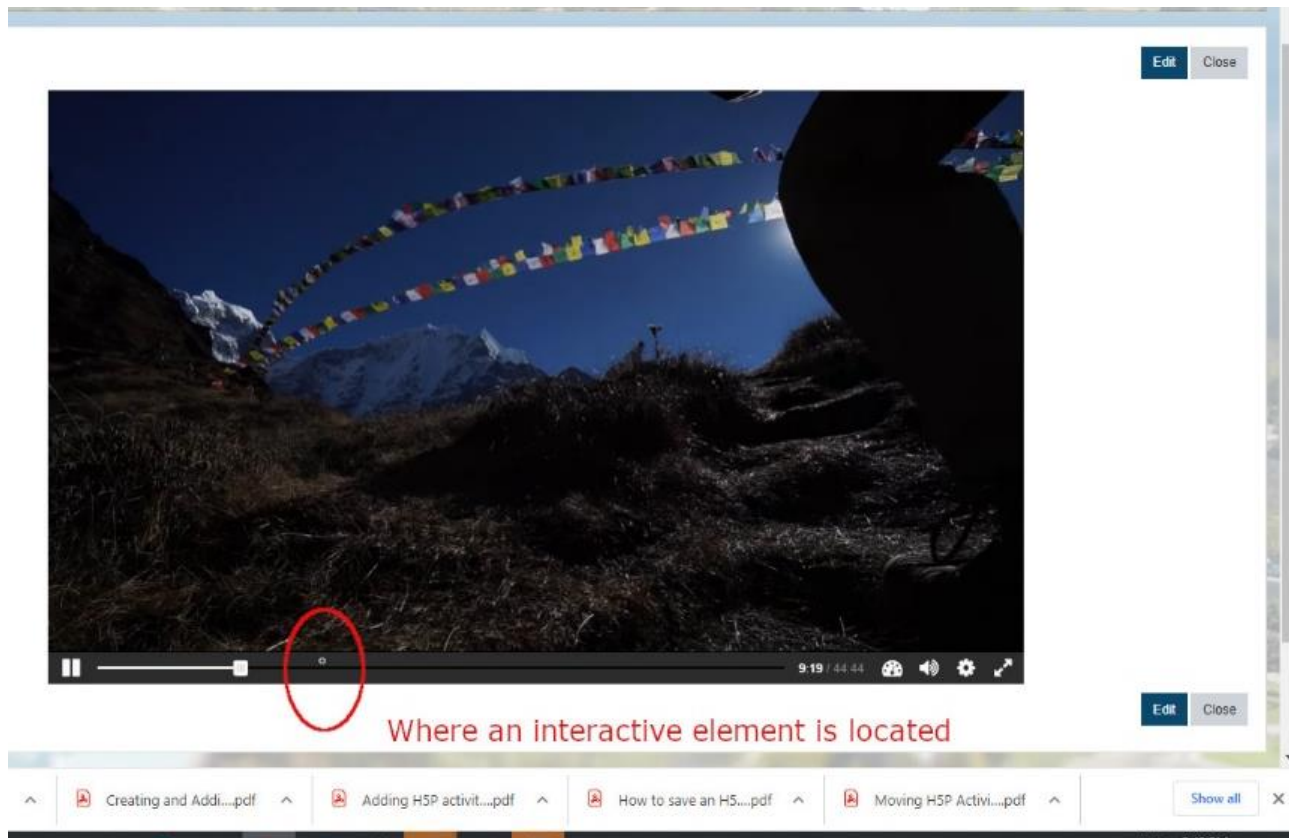 Edit Close
9:19 / 44:44
Where an interactive element is located
Edit Close
Creating and Addi....pdf
Adding H5P activit....pdf
How to save an H5....pdf
Moving H5P Activi....pdf
Show all